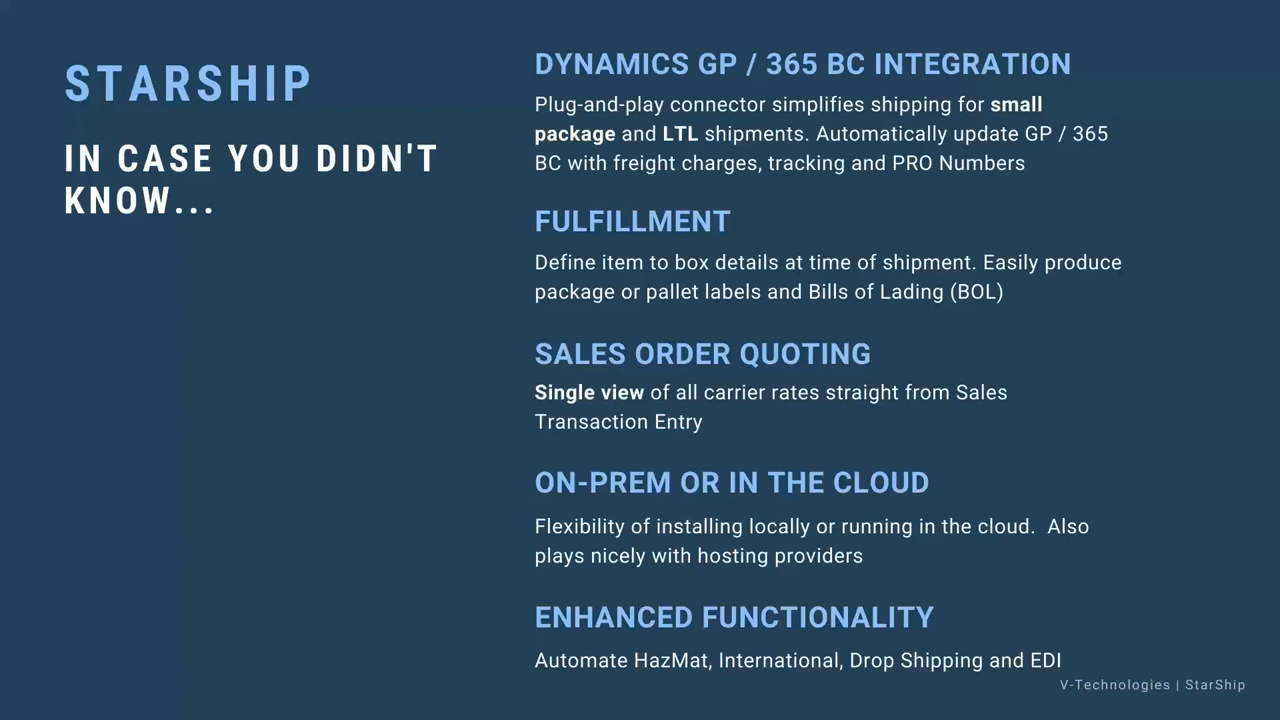 STARSHIP
IN CASE YOU DIDN'T
KNOW...
DYNAMICS GP / 365 BC INTEGRATION
Plug-and-play connector simplifies shipping for small
package and LTL shipments. Automatically update GP / 365
BC with freight charges, tracking and PRO Numbers
FULFILLMENT
Define item to box details at time of shipment. Easily produce
package or pallet labels and Bills of Lading (BOL)
SALES ORDER QUOTING
Single view of all carrier rates straight from Sales
Transaction Entry
ON-PREM OR IN THE CLOUD
Flexibility of installing locally or running in the cloud.  Also
plays nicely with hosting providers
ENHANCED FUNCTIONALITY
Automate HazMat, International, Drop Shipping and EDI
V-Technologies | StarShip